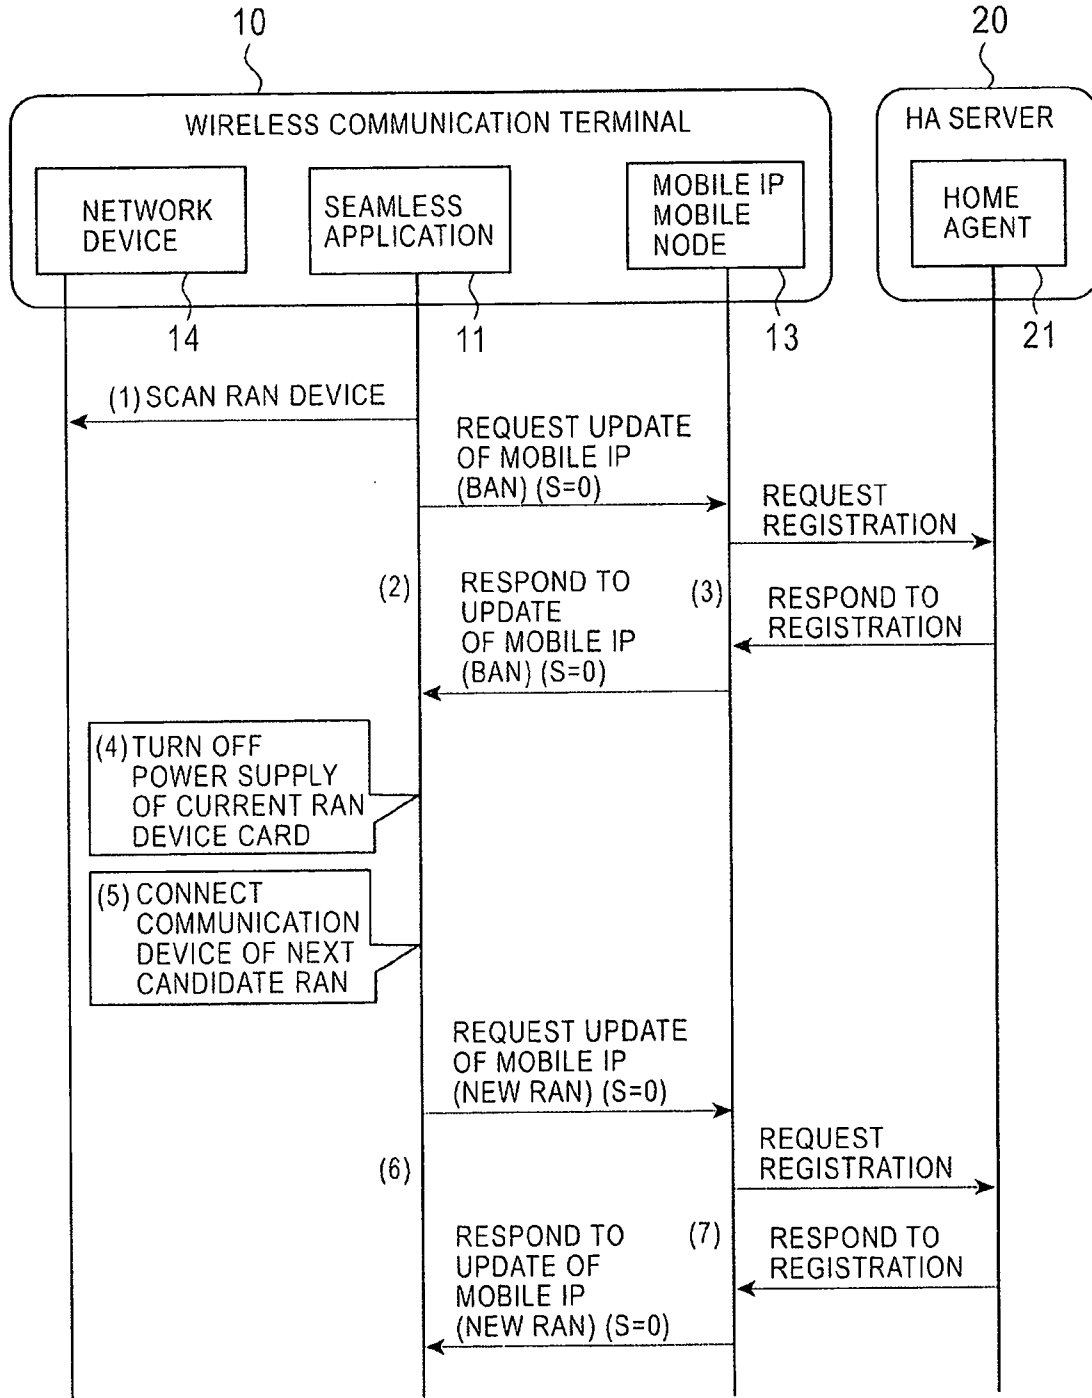 10
20
WIRELESS COMMUNICATION TERMINAL
HA SERVER
NETWORK
DEVICE
SEAMLESS
APPLICATION
MOBILE IP
MOBILE
NODE
HOME
AGENT
14
11
13
21
(1) SCAN RAN DEVICE
REQUEST UPDATE
OF MOBILE IP
(BAN) (S=0)
REQUEST
REGISTRATION
(2)
RESPOND TO
UPDATE
OF MOBILE IP
(BAN) (S=0)
(3)
RESPOND TO
REGISTRATION
(4) TURN OFF
POWER SUPPLY
OF CURRENT RAN
DEVICE CARD
(5) CONNECT
COMMUNICATION
DEVICE OF NEXT
CANDIDATE RAN
REQUEST UPDATE
OF MOBILE IP
(NEW RAN) (S=0)
REQUEST
REGISTRATION
(6)
RESPOND TO
UPDATE OF
MOBILE IP
(NEW RAN) (S=0)
(7)
RESPOND TO
REGISTRATION